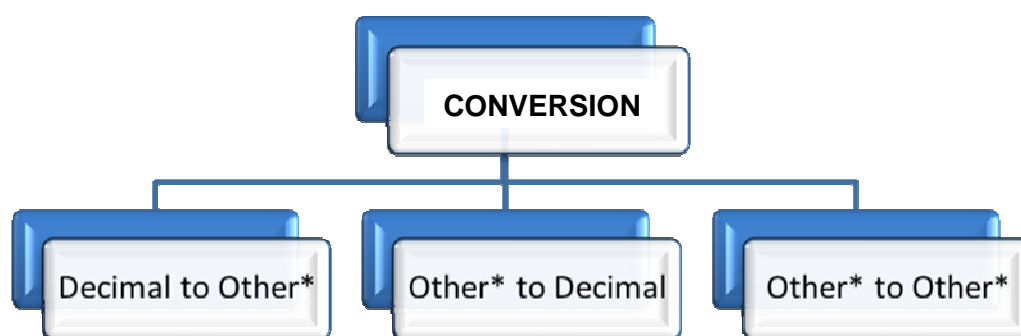 CONVERSION
Decimal to Other*
Other* to Decimal
Other* to Other*